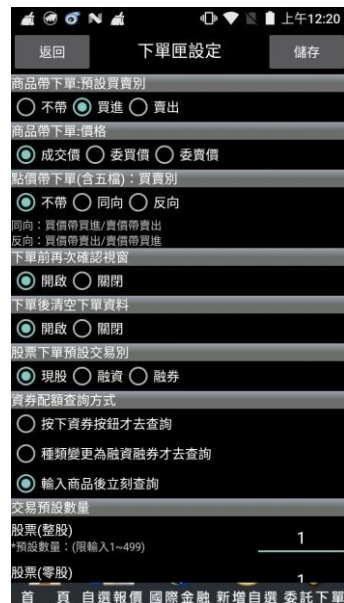 上午12:20
返回 下單匣設定 儲存
商品帶下單:預設買賣別
不帶 買進 賣出
商品帶下單:價格
成交價 委買價 委賣價
點價帶下單(含五檔)：買賣別
不帶 同向 反向
同向：買價帶買進/賣價帶賣出
反向：買價帶賣出/賣價帶買進
下單前再次確認視窗
開啟 關閉
下單後清空下單資料
開啟 關閉
股票下單預設交易別
現股 融資 融券
資券配額查詢方式
按下資券按鈕才去查詢
種類變更為融資融券才去查詢
輸入商品後立刻查詢
交易預設數量
股票(整股)
*預設數量：(限輸入1~499)
1
股票(零股)
1
首 頁 自選報價 國際金融 新增自選 委託下單